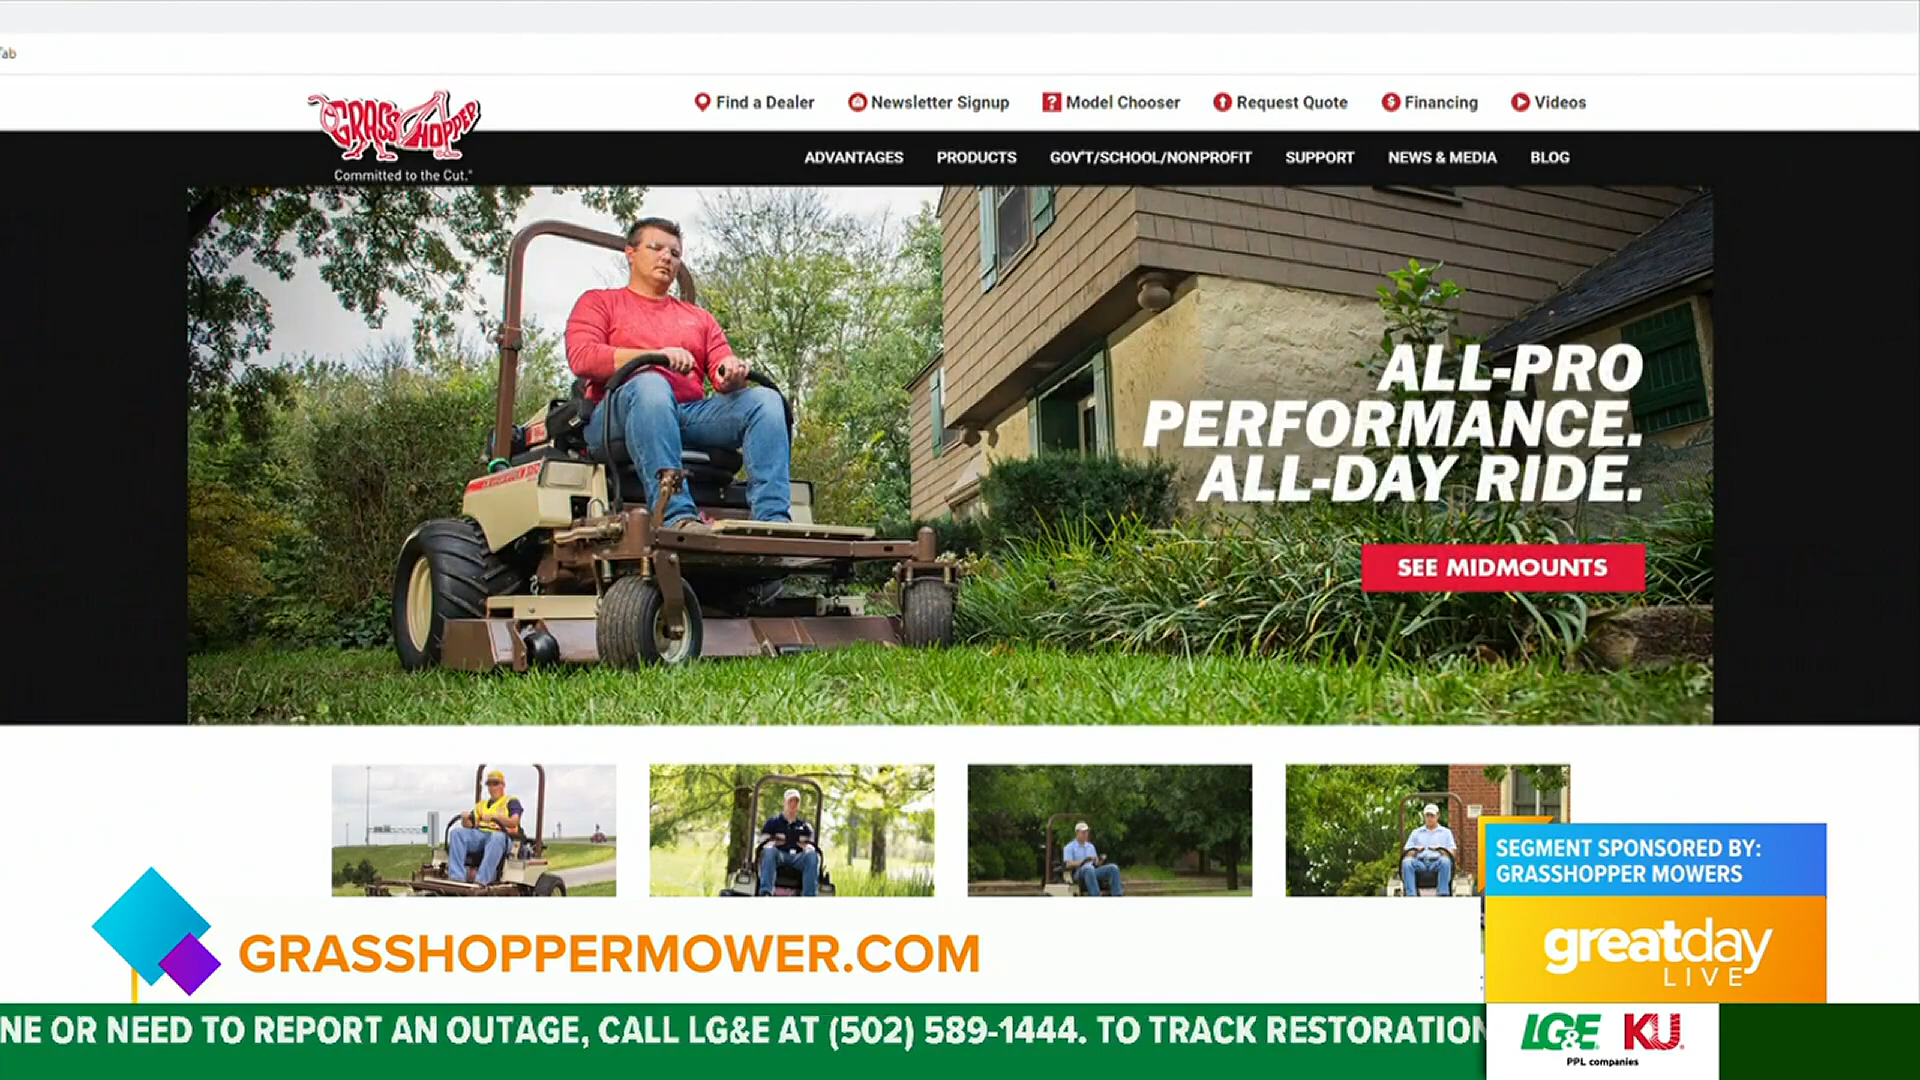 Tab
GRASSHOPPER
Committed to the Cut.®
Find a Dealer
Newsletter Signup
Model Chooser
Request Quote
Financing
Videos
ADVANTAGES
PRODUCTS
GOV'T/SCHOOL/NONPROFIT
SUPPORT
NEWS & MEDIA
BLOG
ALL-PRO
PERFORMANCE.
ALL-DAY RIDE.
SEE MIDMOUNTS
SEGMENT SPONSORED BY:
GRASSHOPPER MOWERS
GRASSHOPPERMOWER.COM
greatday
LIVE
NE OR NEED TO REPORT AN OUTAGE, CALL LG&E AT (502) 589-1444. TO TRACK RESTORATION
LG&E KU
PPL companies